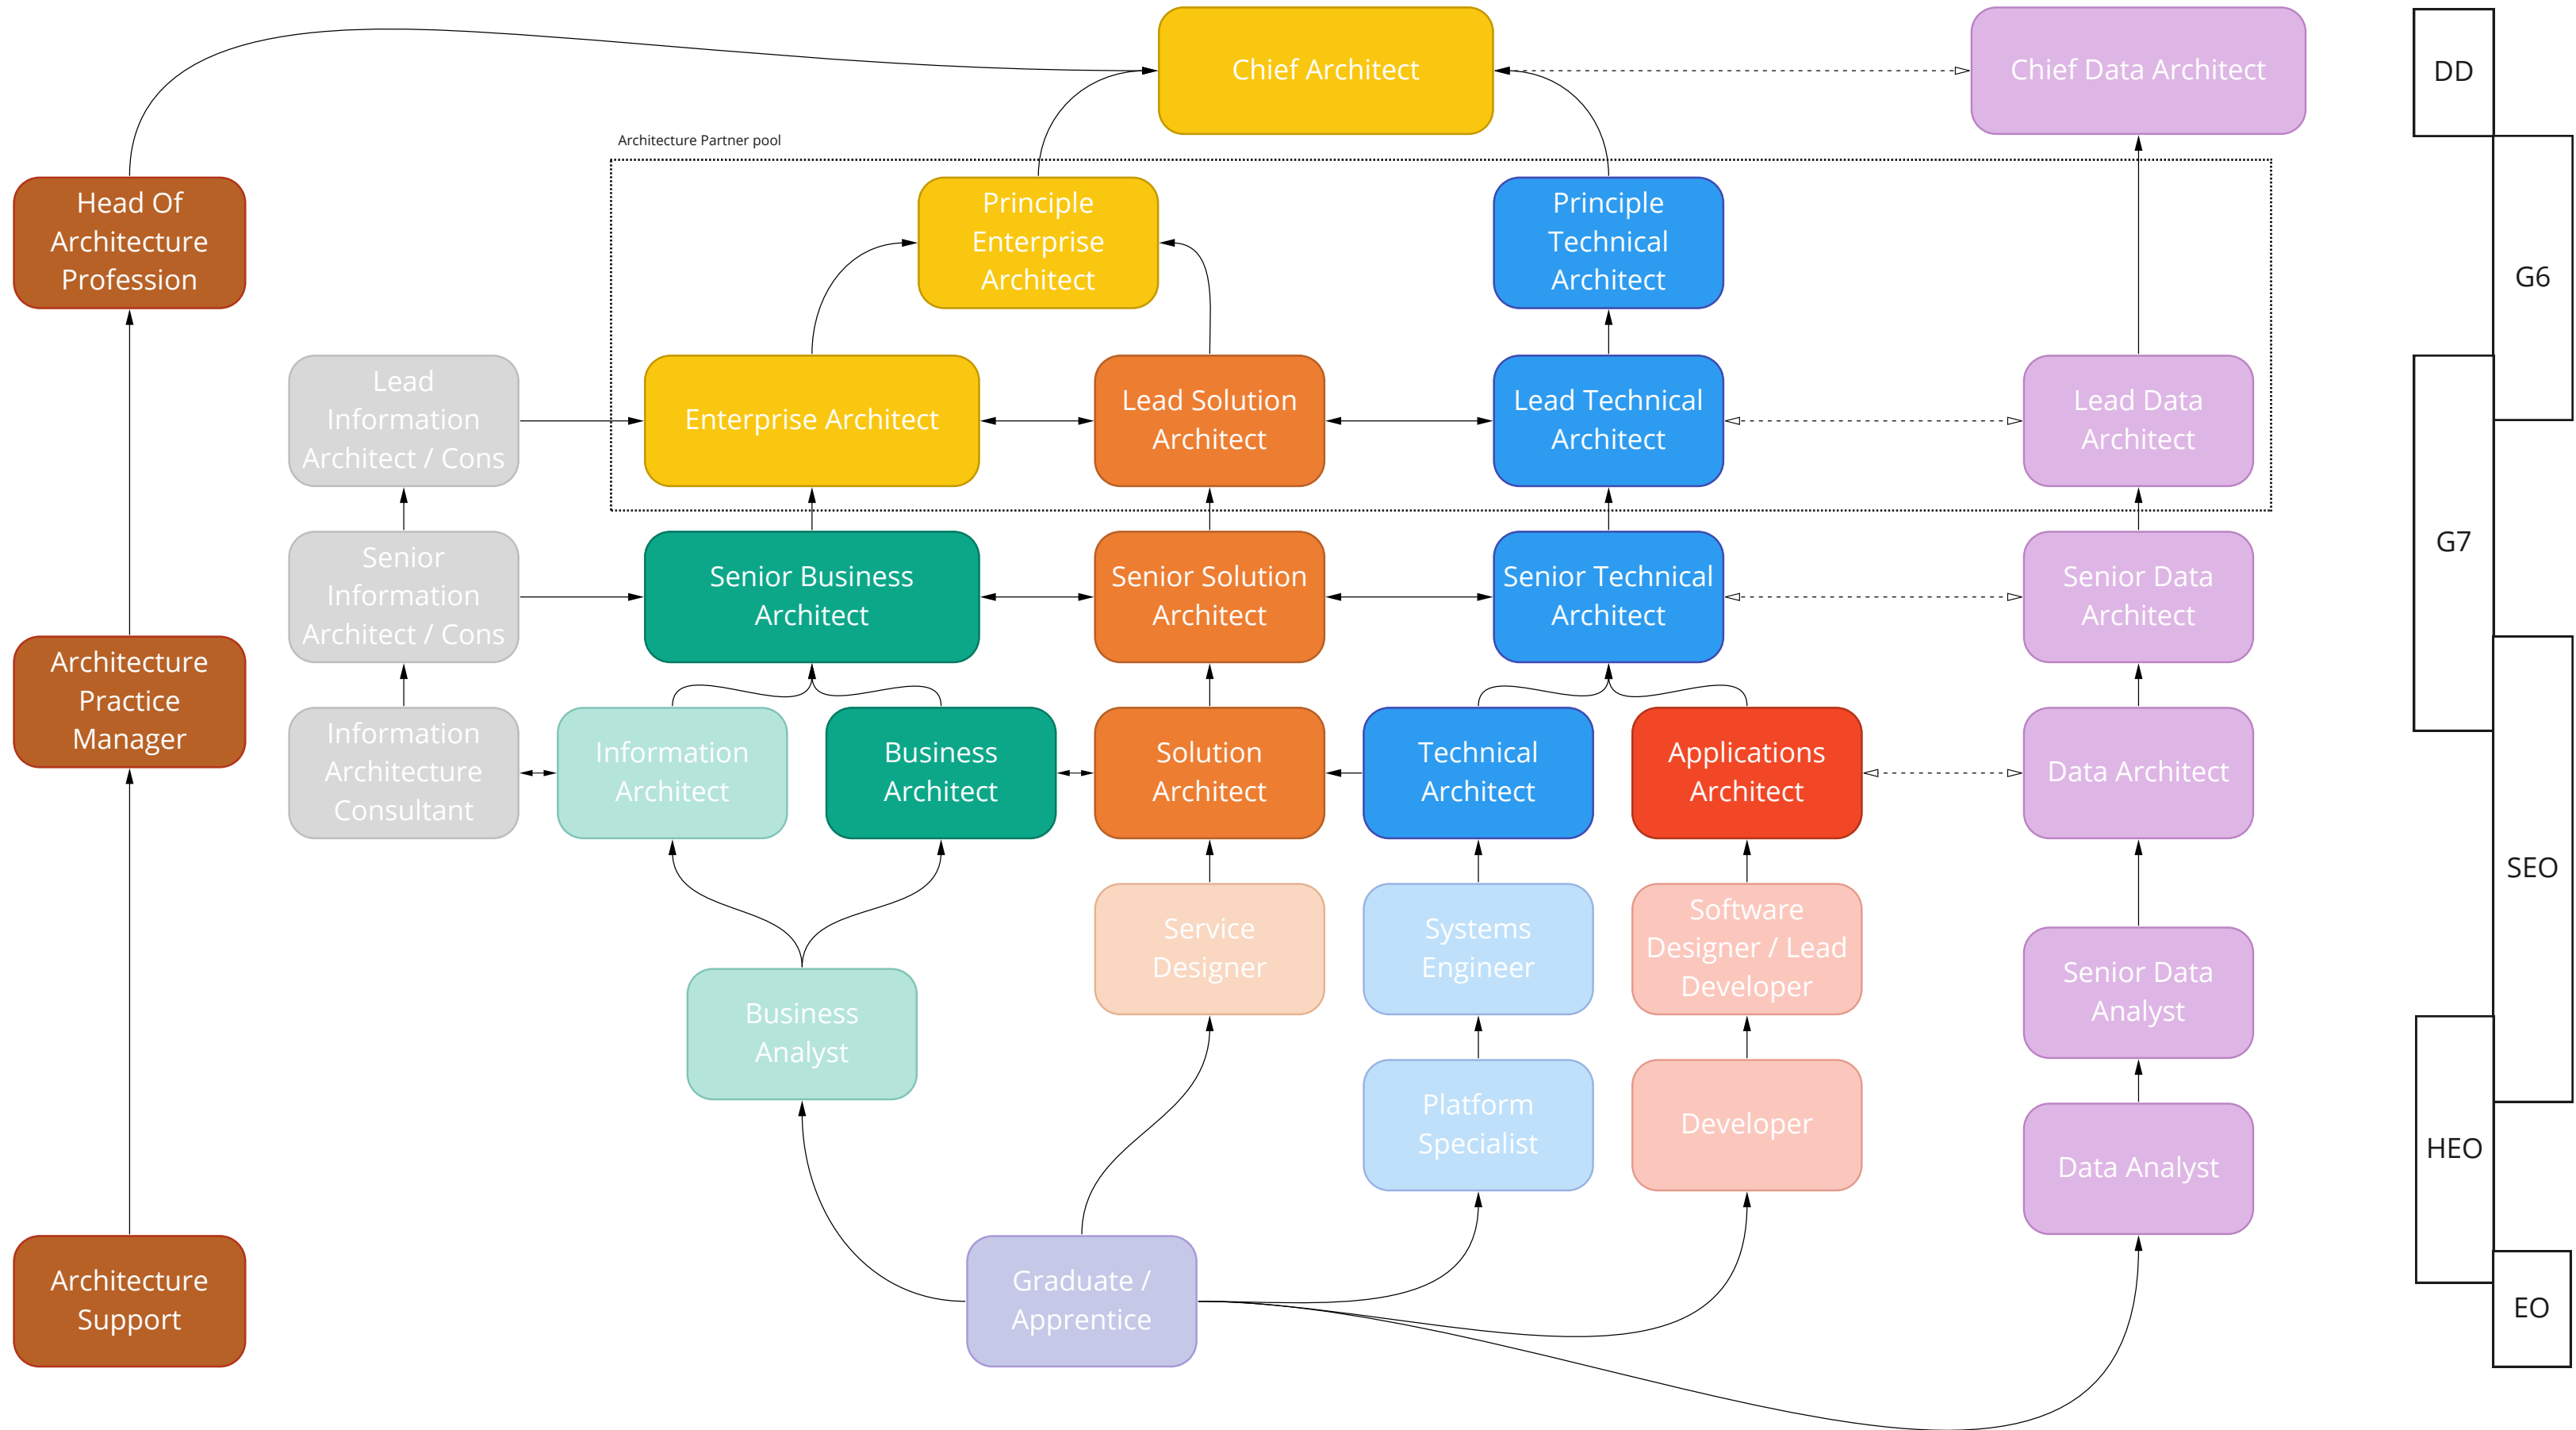 Chief Architect
Chief Data Architect
DD
Architecture Partner pool
Head Of
Architecture
Profession
Principle
Enterprise
Architect
Principle
Technical
Architect
G6
Lead
Information
Architect / Cons
Enterprise Architect
Lead Solution
Architect
Lead Technical
Architect
Lead Data
Architect
G7
Senior
Information
Architect / Cons
Senior Business
Architect
Senior Solution
Architect
Senior Technical
Architect
Senior Data
Architect
Architecture
Practice
Manager
Information
Architecture
Consultant
Information
Architect
Business
Architect
Solution
Architect
Technical
Architect
Applications
Architect
Data Architect
SEO
Service
Designer
Systems
Engineer
Software
Designer / Lead
Developer
Senior Data
Analyst
Business
Analyst
Platform
Specialist
Developer
Data Analyst
HEO
Architecture
Support
Graduate /
Apprentice
EO